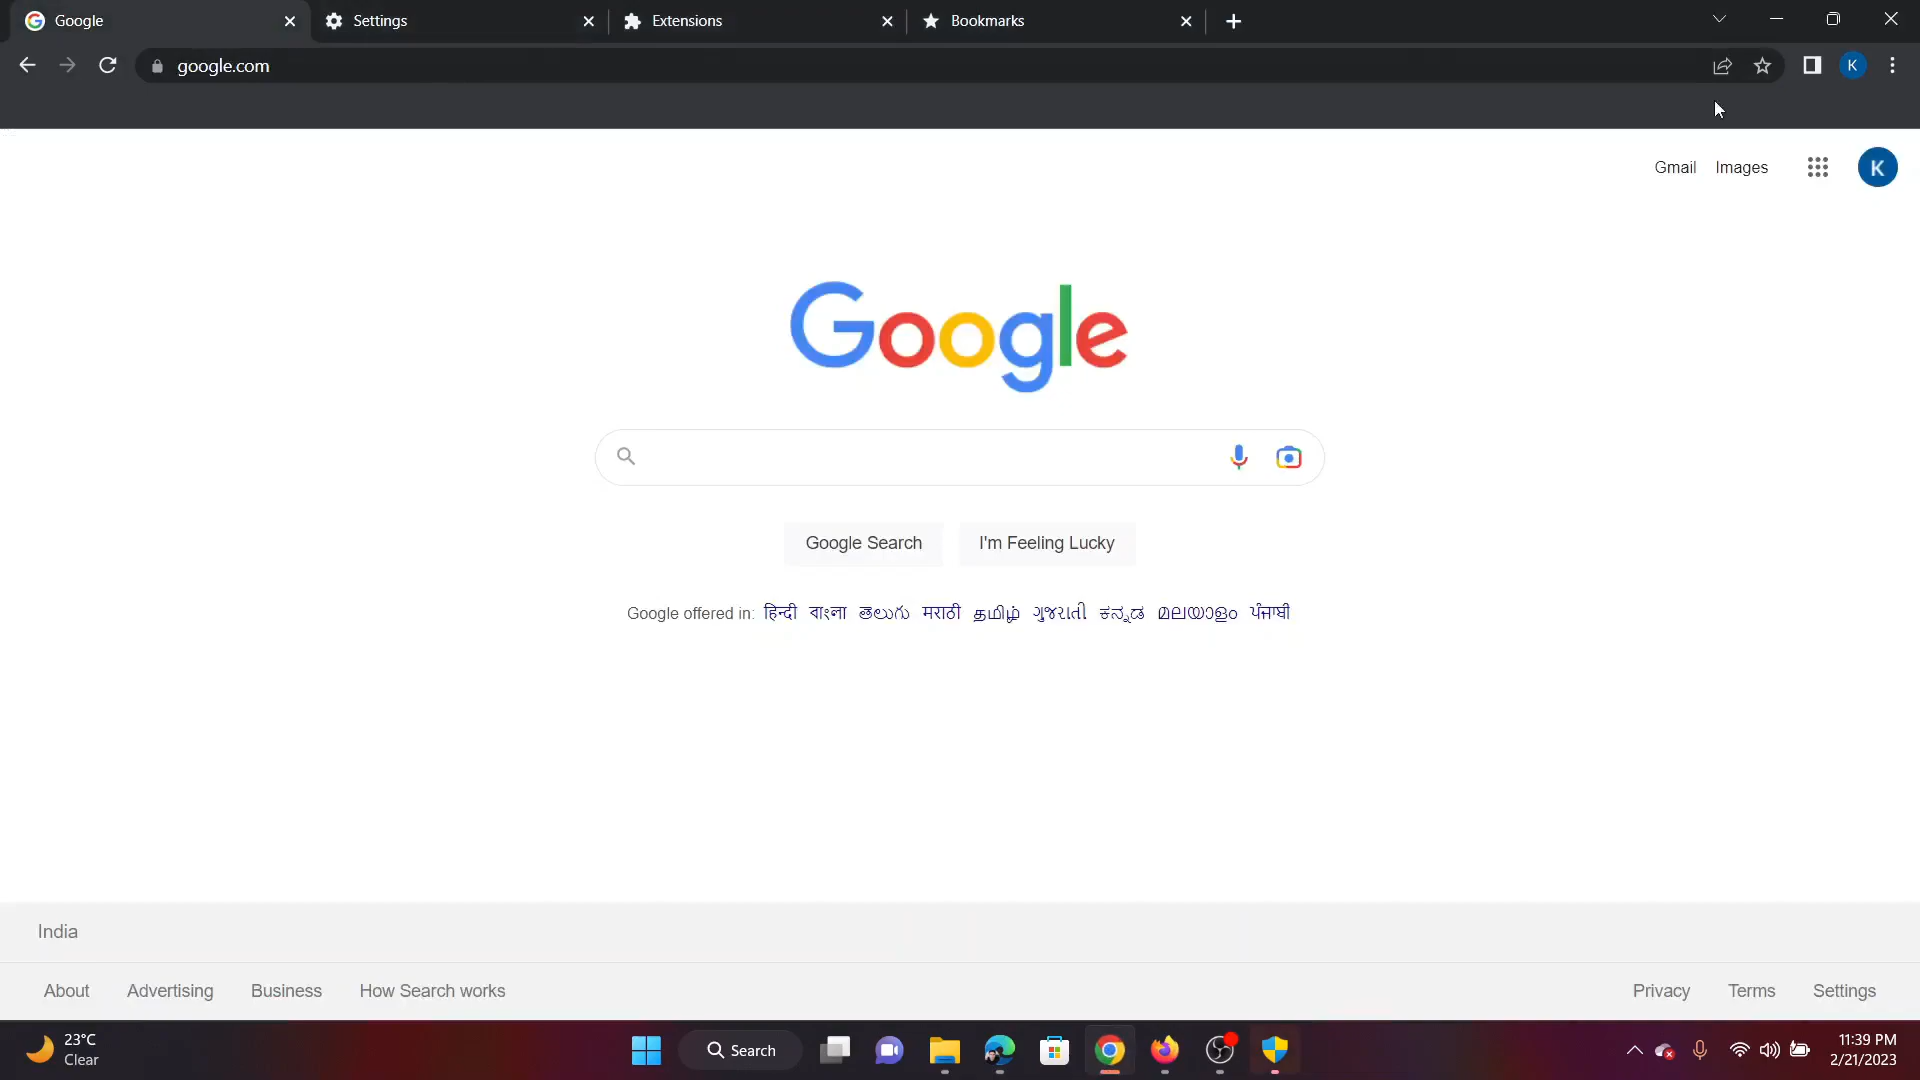 Google Settings Extensions Bookmarks
google.com K
Gmail Images K
Google
Google Search I'm Feeling Lucky
Google offered in: हिन्दी বাংলা తెలుగు मराठी தமிழ் ગુજરાતી ಕನ್ನಡ മലയാളം ਪੰਜਾਬੀ
India
About Advertising Business How Search works Privacy Terms Settings
23°C
Clear
Search
11:39 PM
2/21/2023